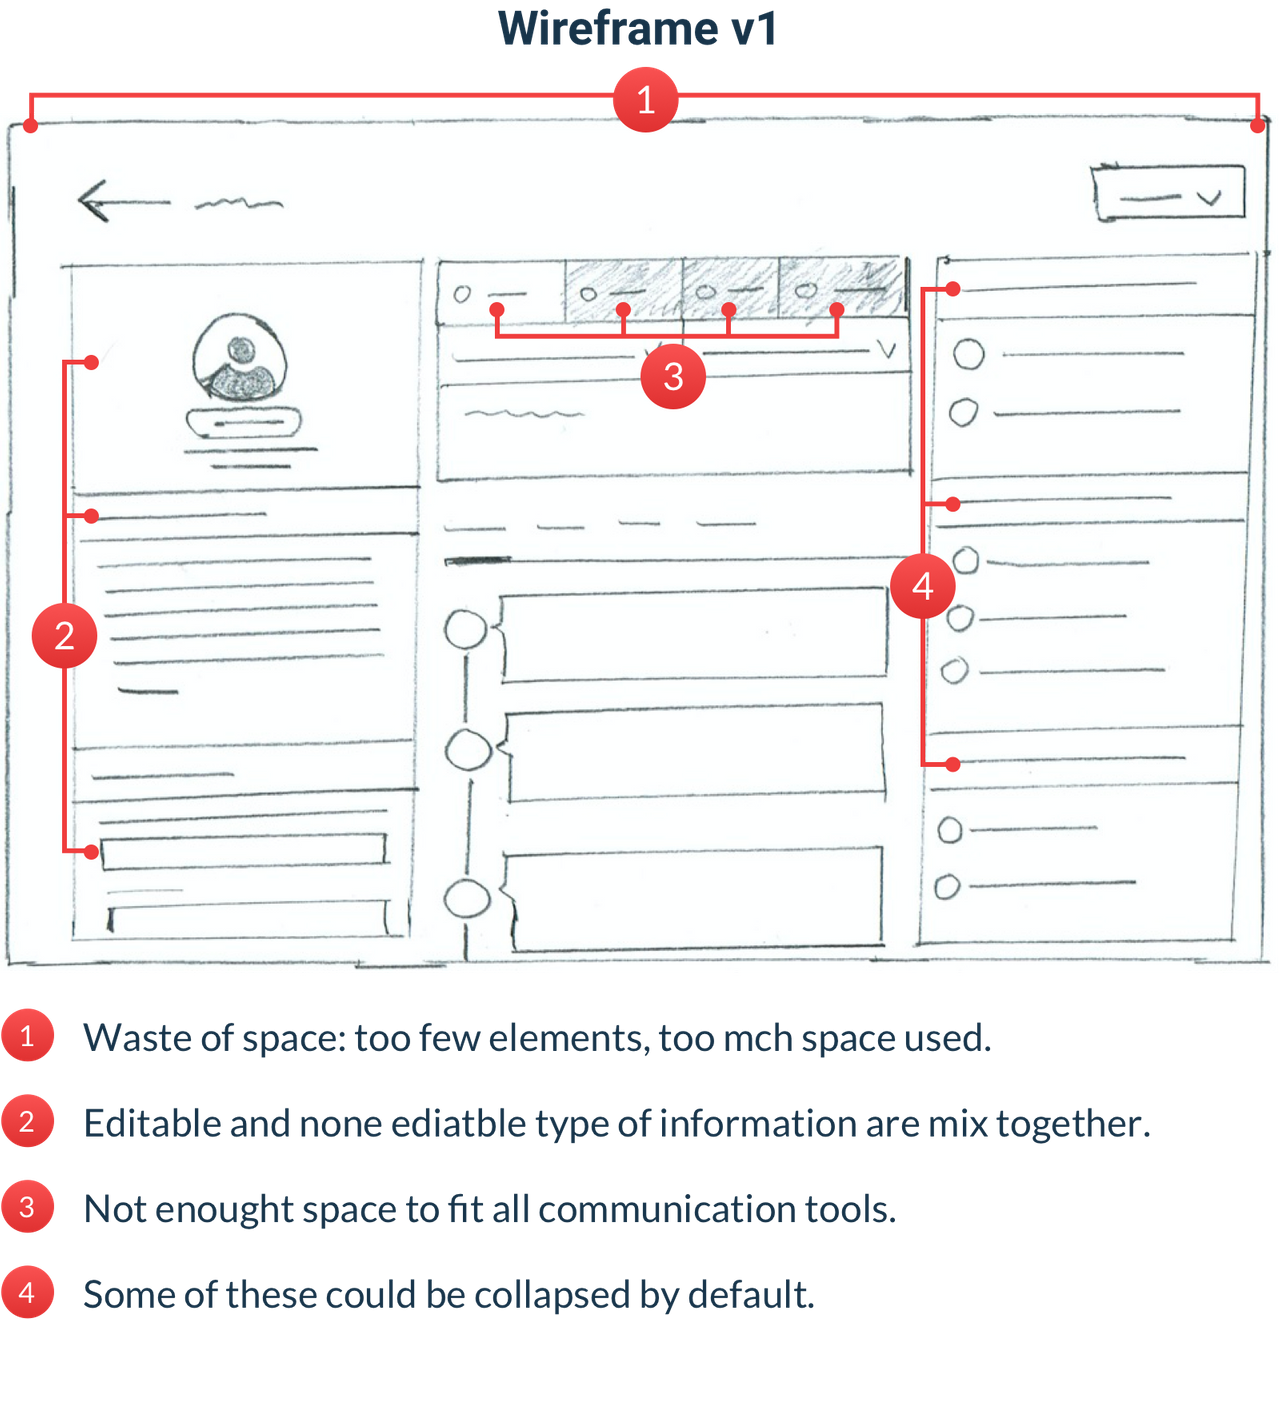 Wireframe v1
1
3
4
2
1 Waste of space: too few elements, too mch space used.
2 Editable and none ediatble type of information are mix together.
3 Not enought space to fit all communication tools.
4 Some of these could be collapsed by default.